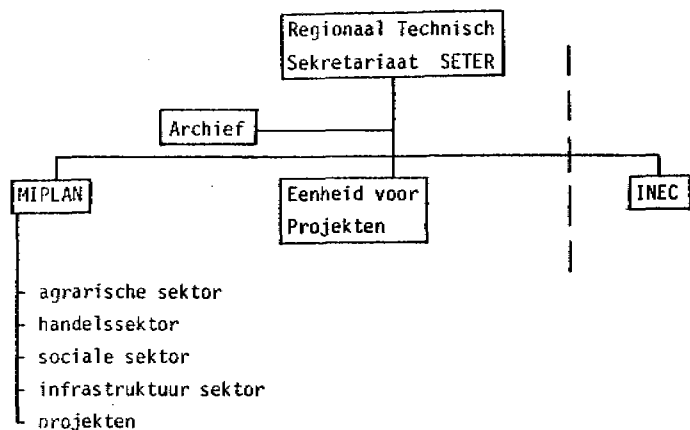 Regionaal Technisch
Sekretariaat SETER
Archief
MIPLAN
Eenheid voor
Projekten
INEC
agrarische sektor
handelssektor
sociale sektor
infrastruktuur sektor
projekten